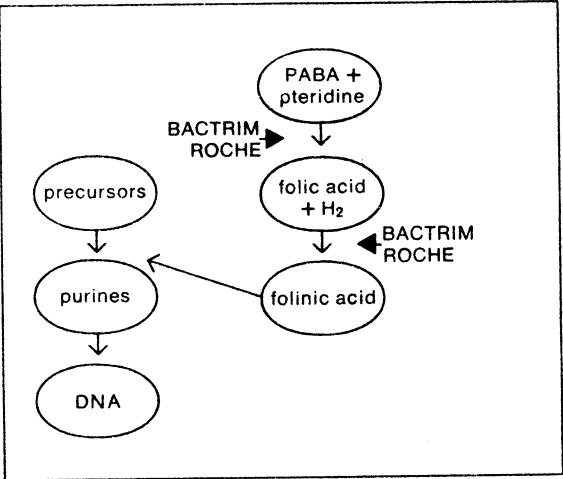 PABA +
pteridine
BACTRIM
ROCHE
precursors
folic acid
+ H₂
BACTRIM
ROCHE
purines
folinic acid
DNA